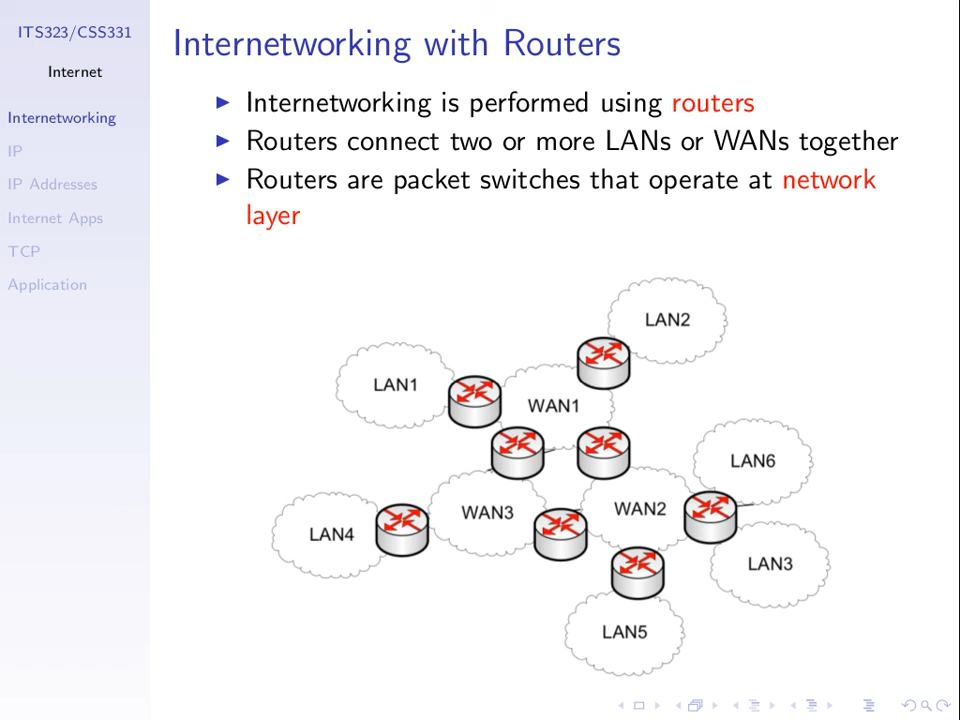 ITS323/CSS331
Internet
Internetworking
IP
IP Addresses
Internet Apps
TCP
Application
Internetworking with Routers
Internetworking is performed using routers
Routers connect two or more LANs or WANs together
Routers are packet switches that operate at network
layer
LAN2
LAN1
WAN1
LAN6
WAN3
WAN2
LAN4
LAN3
LAN5